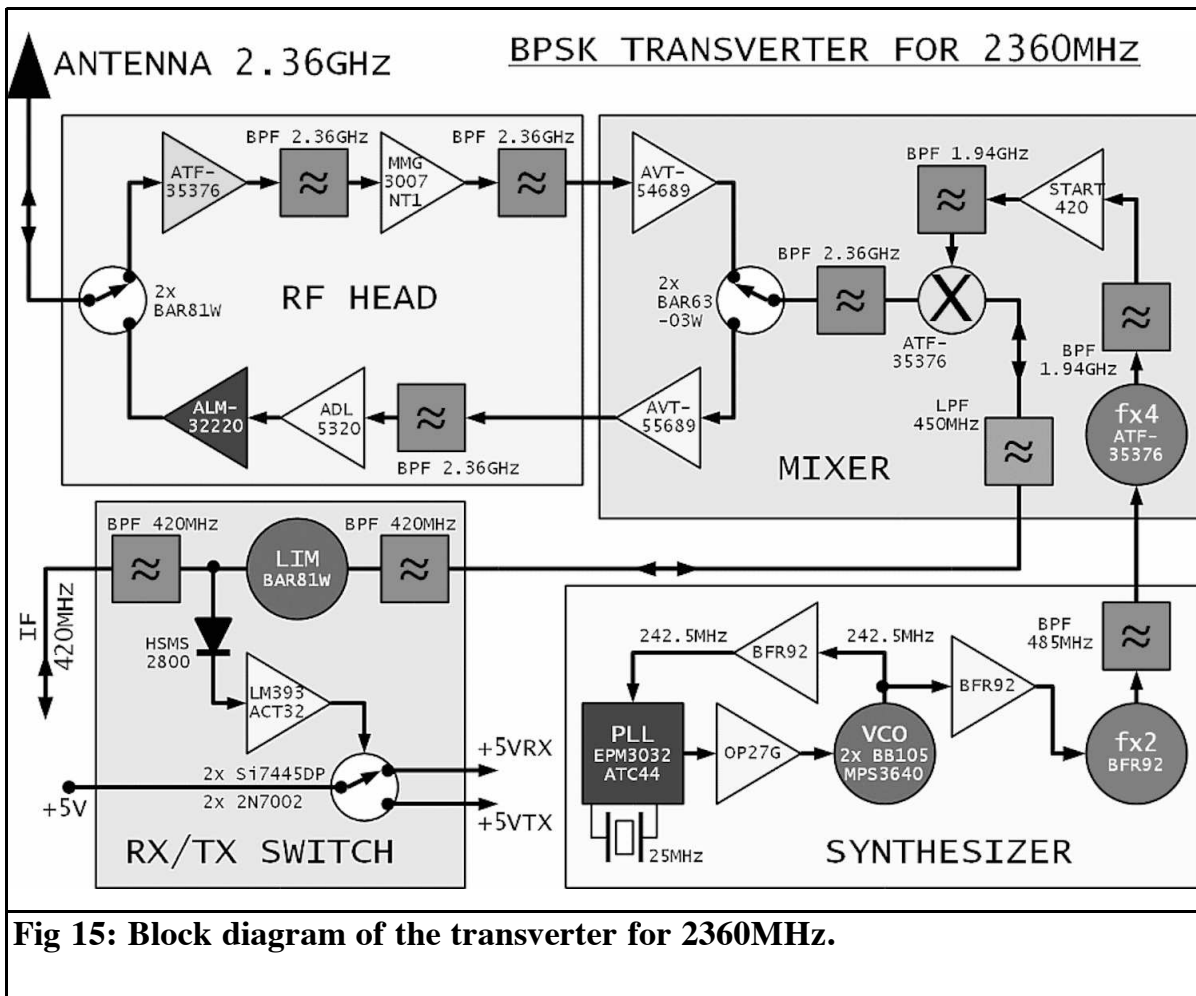 ANTENNA 2.36GHz
BPSK TRANSVERTER FOR 2360MHz
ATF-
35376
BPF 2.36GHz
MMG
3007
NT1
BPF 2.36GHz
2x
BAR81W
RF HEAD
ALM-
32220
ADL
5320
BPF 2.36GHz
AVT-
54689
2x
BAR63
-03W
AVT-
55689
BPF 2.36GHz
BPF 1.94GHz
START
420
X
ATF-
35376
BPF
1.94GHz
LPF
450MHz
fx4
ATF-
35376
MIXER
BPF 420MHz
LIM
BAR81W
BPF 420MHz
IF
420MHz
HSMS
2800
LM393
ACT32
2x Si7445DP
2x 2N7002
+5V
+5VRX
+5VTX
RX/TX SWITCH
242.5MHz
BFR92
242.5MHz
BFR92
BPF
485MHz
PLL
EPM3032
ATC44
OP27G
VCO
2x BB105
MPS3640
fx2
BFR92
25MHz
SYNTHESIZER
Fig 15: Block diagram of the transverter for 2360MHz.